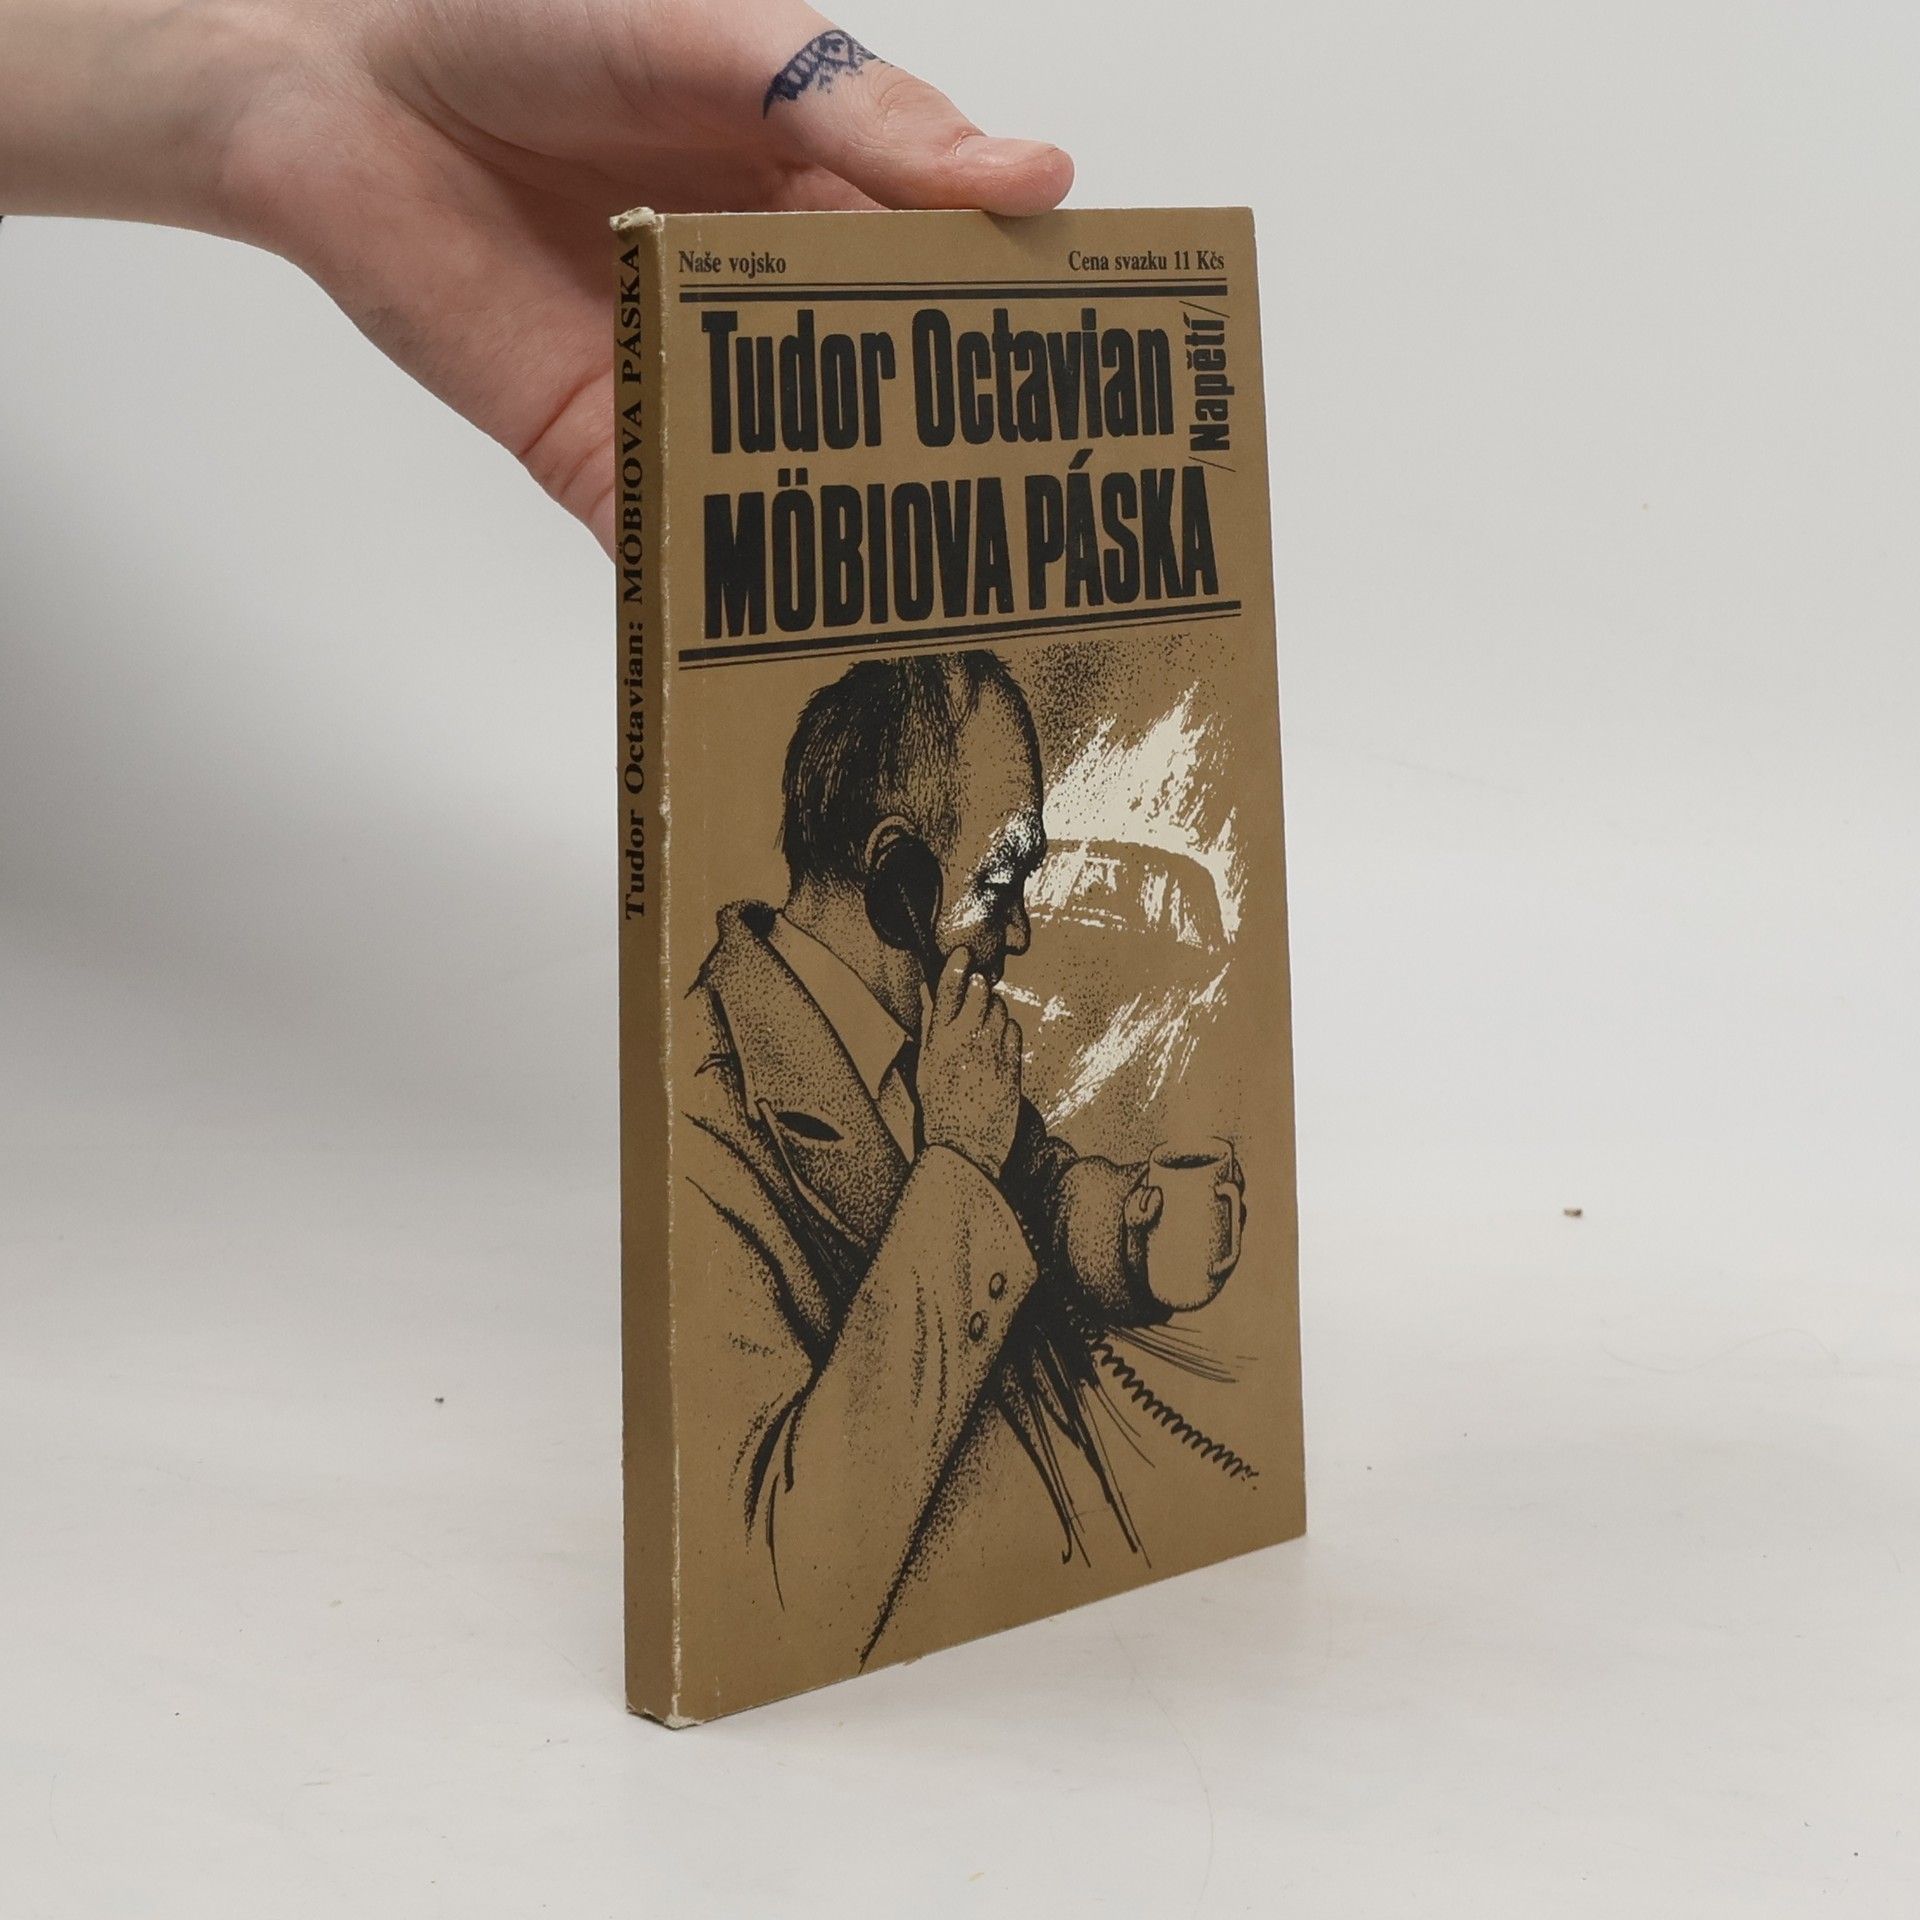 Naše vojsko
Cena svazku 11 Kčs
Tudor Octavian
/Napětí/
MÖBIOVA PÁSKA
Tudor Octavian: MÖBIOVA PÁSKA